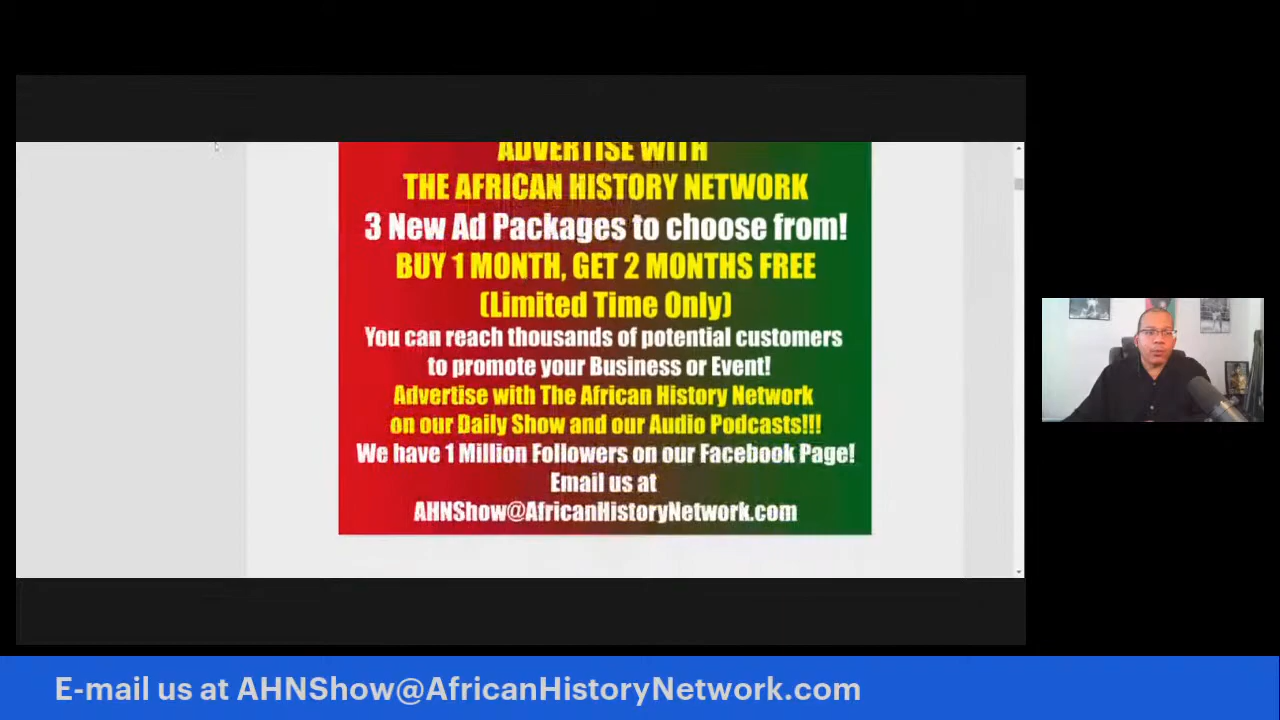 ADVERTISE WITH
THE AFRICAN HISTORY NETWORK
3 New Ad Packages to choose from!
BUY 1 MONTH, GET 2 MONTHS FREE
(Limited Time Only)
You can reach thousands of potential customers
to promote your Business or Event!
Advertise with The African History Network
on our Daily Show and our Audio Podcasts!!!
We have 1 Million Followers on our Facebook Page!
Email us at
AHNShow@AfricanHistoryNetwork.com
E-mail us at AHNShow@AfricanHistoryNetwork.com